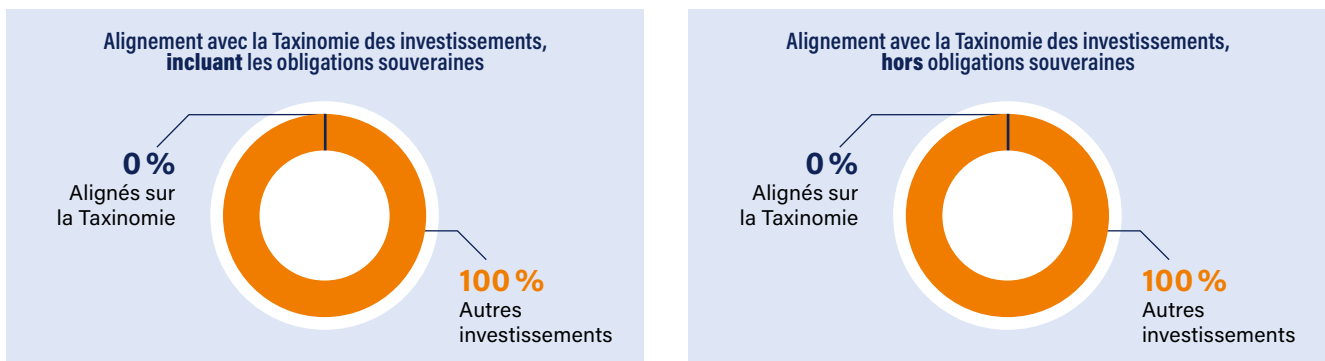 Alignement avec la Taxinomie des investissements,
incluant les obligations souveraines
0 %
Alignés sur
la Taxinomie
100 %
Autres
investissements
Alignement avec la Taxinomie des investissements,
hors obligations souveraines
0 %
Alignés sur
la Taxinomie
100 %
Autres
investissements